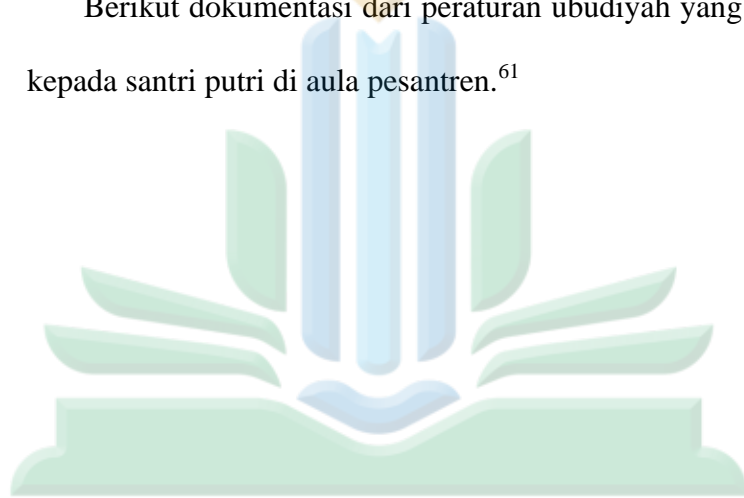 Berikut dokumentasi dari peraturan ubudiyah yang
kepada santri putri di aula pesantren.61